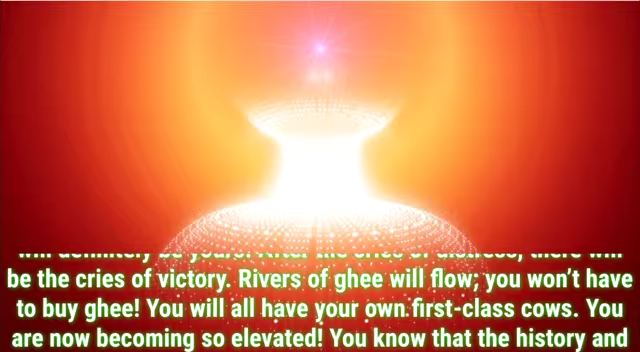 will definitely be yours. After the cries of distress, there will
be the cries of victory. Rivers of ghee will flow; you won't have
to buy ghee! You will all have your own first-class cows. You
are now becoming so elevated! You know that the history and